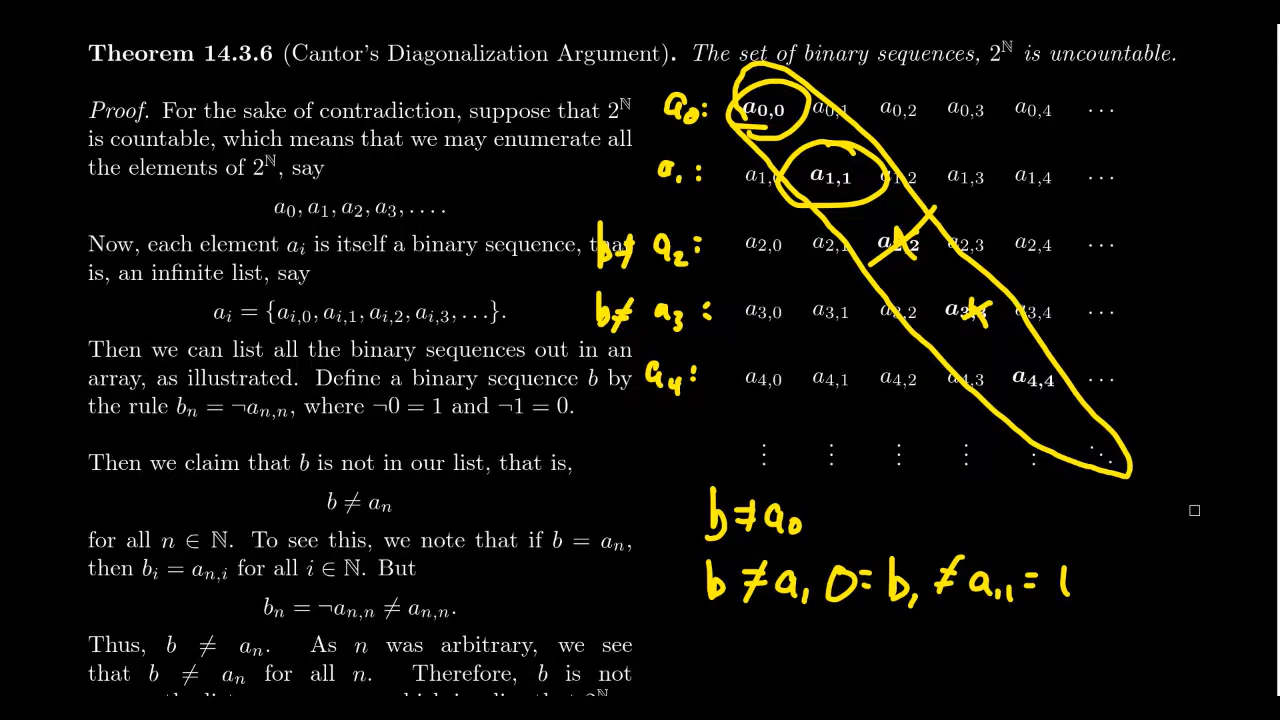 Theorem 14.3.6 (Cantor's Diagonalization Argument). The set of binary sequences, 2^ℕ is uncountable.
Proof. For the sake of contradiction, suppose that 2^ℕ
is countable, which means that we may enumerate all
the elements of 2^ℕ, say
a_0, a_1, a_2, a_3, . . . .
Now, each element a_i is itself a binary sequence, that
is, an infinite list, say
a_i = {a_{i,0}, a_{i,1}, a_{i,2}, a_{i,3}, . . .}.
Then we can list all the binary sequences out in an
array, as illustrated. Define a binary sequence b by
the rule b_n = ¬a_{n,n}, where ¬0 = 1 and ¬1 = 0.
Then we claim that b is not in our list, that is,
b ≠ a_n
for all n ∈ ℕ. To see this, we note that if b = a_n,
then b_i = a_{n,i} for all i ∈ ℕ. But
b_n = ¬a_{n,n} ≠ a_{n,n}.
Thus, b ≠ a_n. As n was arbitrary, we see
that b ≠ a_n for all n. Therefore, b is not
a_0: a_{0,0} a_{0,1} a_{0,2} a_{0,3} a_{0,4} · · ·
a_1: a_{1,0} a_{1,1} a_{1,2} a_{1,3} a_{1,4} · · ·
b ≠ a_2: a_{2,0} a_{2,1} a_{2,2} a_{2,3} a_{2,4} · · ·
b ≠ a_3: a_{3,0} a_{3,1} a_{3,2} a_{3,3} a_{3,4} · · ·
a_4: a_{4,0} a_{4,1} a_{4,2} a_{4,3} a_{4,4} · · ·
⋮ ⋮ ⋮ ⋮ ⋮ ⋱
b ≠ a_0
b ≠ a_1 0 = b_1 ≠ a_{1,1} = 1
□